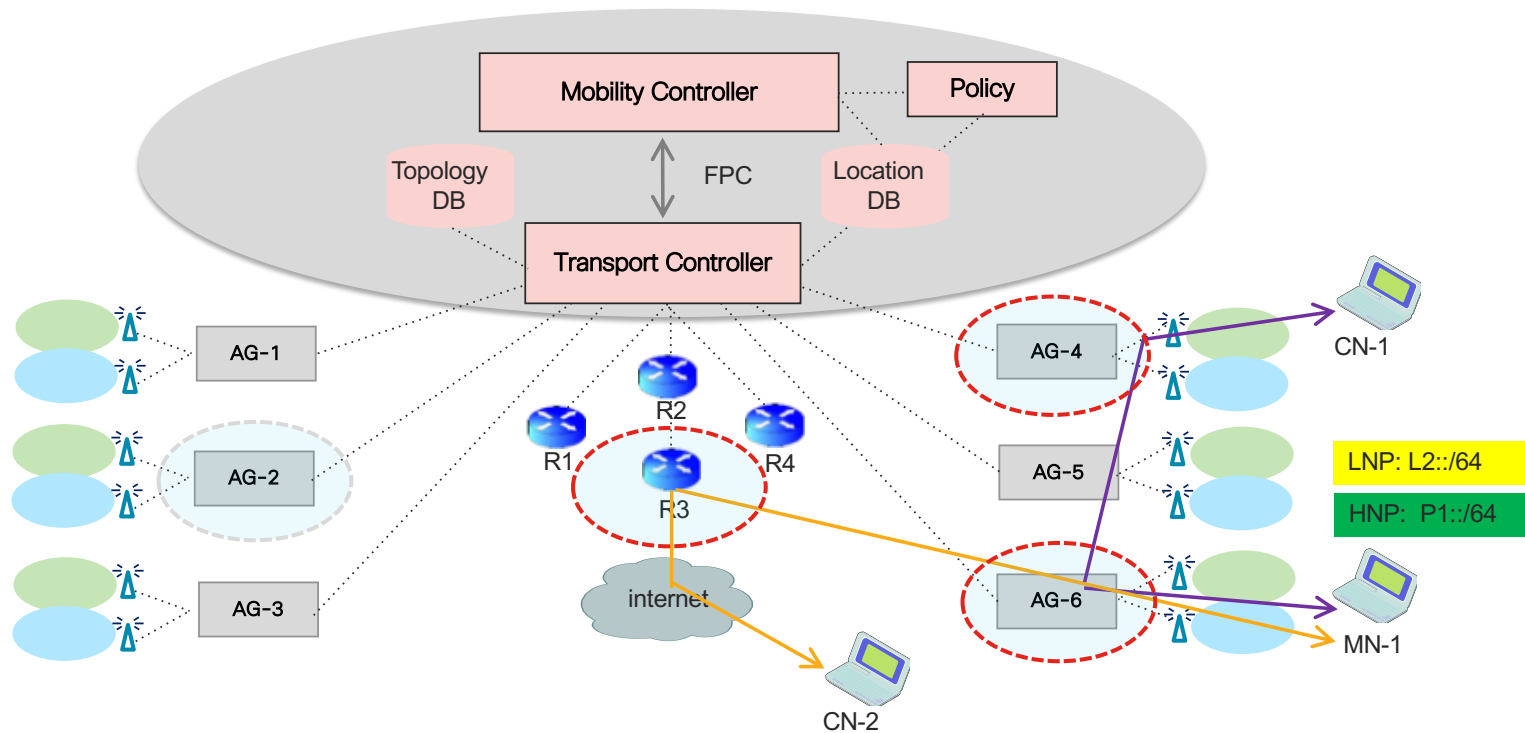 Mobility Controller
Policy
Topology
DB
FPC
Location
DB
Transport Controller
AG-1
AG-4
CN-1
R2
R1
R4
AG-2
R3
AG-5
LNP: L2::/64
HNP: P1::/64
AG-3
internet
AG-6
MN-1
CN-2